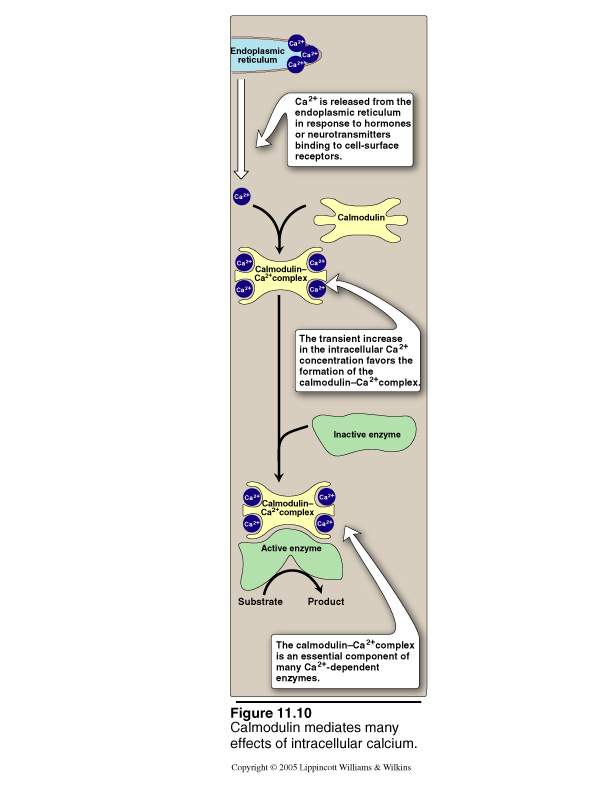 Endoplasmic
reticulum
Ca2+
Ca2+
Ca2+
Ca2+ is released from the
endoplasmic reticulum
in response to hormones
or neurotransmitters
binding to cell-surface
receptors.
Ca2+
Calmodulin
Ca2+
Ca2+
Calmodulin–
Ca2+complex
Ca2+
Ca2+
The transient increase
in the intracellular Ca2+
concentration favors the
formation of the
calmodulin–Ca2+complex.
Inactive enzyme
Ca2+
Ca2+
Calmodulin–
Ca2+complex
Ca2+
Ca2+
Active enzyme
Substrate
Product
The calmodulin–Ca2+complex
is an essential component of
many Ca2+-dependent
enzymes.
Figure 11.10
Calmodulin mediates many
effects of intracellular calcium.
Copyright © 2005 Lippincott Williams & Wilkins